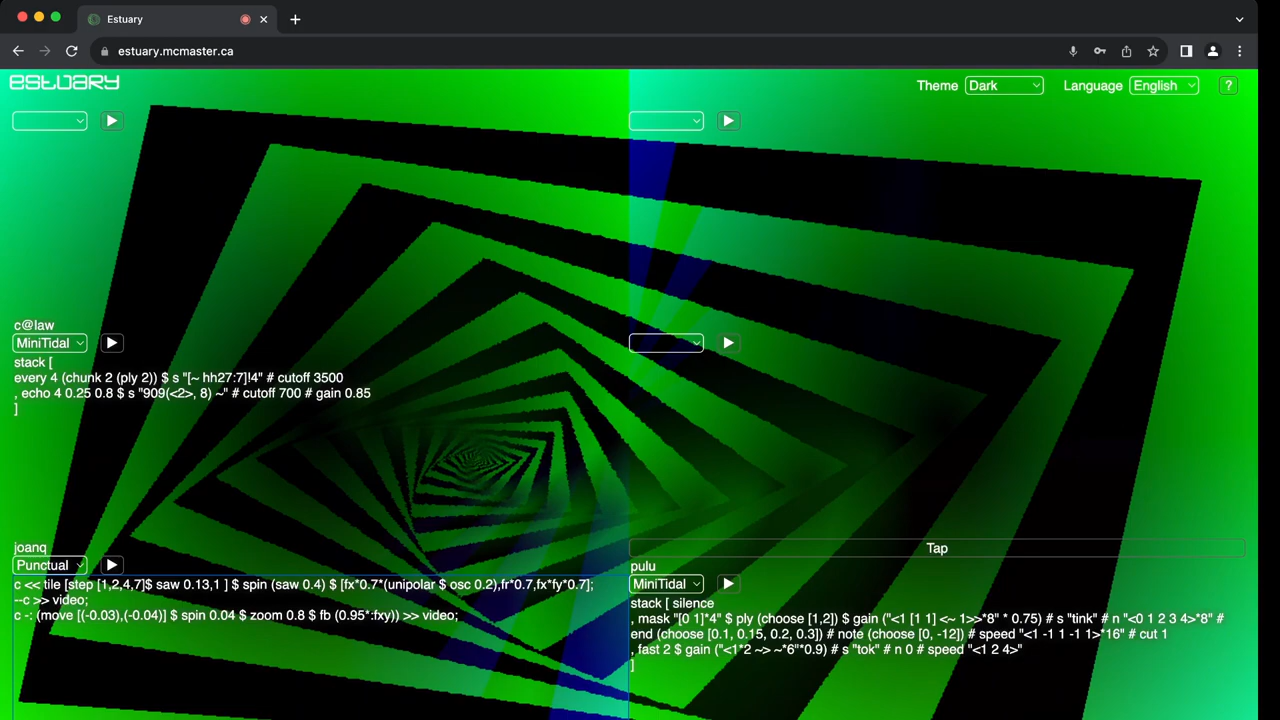 Estuary
estuary.mcmaster.ca
estuary
Theme Dark Language English ?
c@law
MiniTidal
stack [
every 4 (chunk 2 (ply 2)) $ s "[~ hh27:7]!4" # cutoff 3500
, echo 4 0.25 0.8 $ s "909(<2>, 8) ~" # cutoff 700 # gain 0.85
]
joanq
Punctual
c << tile [step [1,2,4,7]$ saw 0.13,1 ] $ spin (saw 0.4) $ [fx*0.7*(unipolar $ osc 0.2),fr*0.7,fx*fy*0.7];
--c >> video;
c -: (move [(-0.03),(-0.04)] $ spin 0.04 $ zoom 0.8 $ fb (0.95*:fxy)) >> video;
Tap
pulu
MiniTidal
stack [ silence
, mask "[0 1]*4" $ ply (choose [1,2]) $ gain ("<1 [1 1] <~ 1>>*8" * 0.75) # s "tink" # n "<0 1 2 3 4>*8" #
end (choose [0.1, 0.15, 0.2, 0.3]) # note (choose [0, -12]) # speed "<1 -1 1 -1 1>*16" # cut 1
, fast 2 $ gain ("<1*2 ~> ~*6"*0.9) # s "tok" # n 0 # speed "<1 2 4>"
]